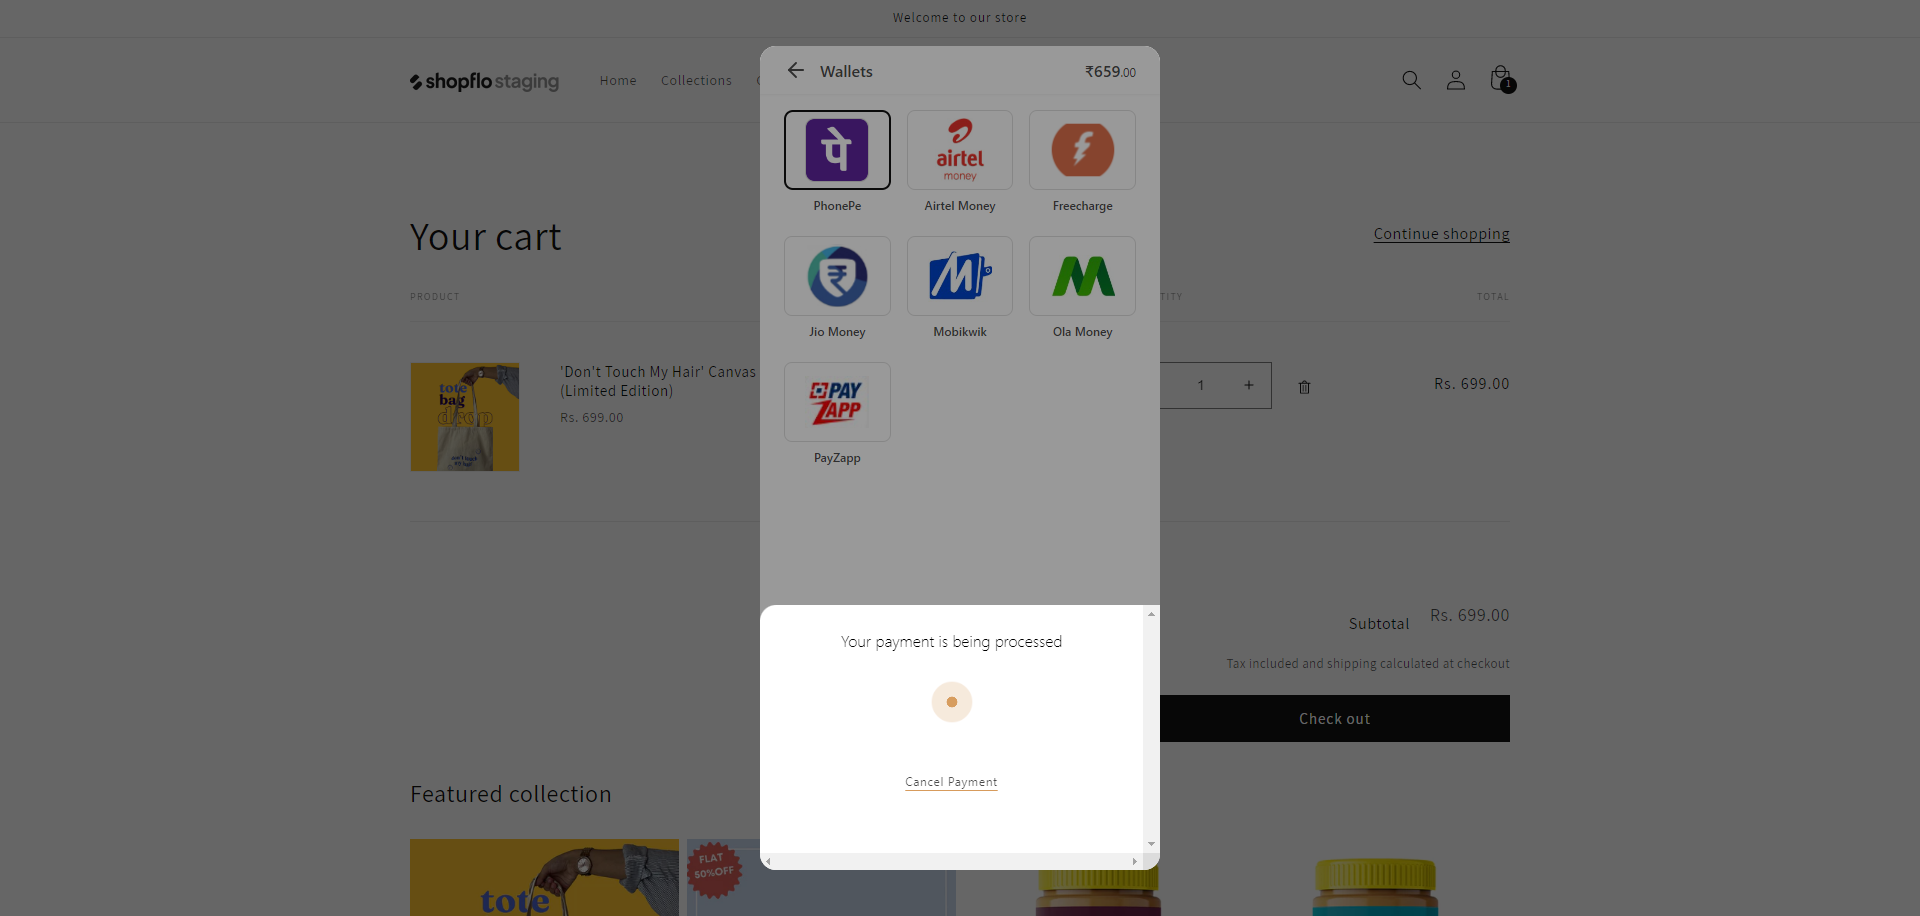 Welcome to our store
shopflo staging
Home
Collections
1
Wallets
₹659.00
पे
airtel
money
PhonePe
Airtel Money
Freecharge
₹
M
Jio Money
Mobikwik
Ola Money
PAY
ZAPP
PayZapp
Your cart
Continue shopping
PRODUCT
TITY
TOTAL
tote
bag
drop
'Don't Touch My Hair' Canvas
(Limited Edition)
Rs. 699.00
1
+
Rs. 699.00
Subtotal
Rs. 699.00
Tax included and shipping calculated at checkout
Check out
Your payment is being processed
Cancel Payment
Featured collection
tote
FLAT
50%OFF